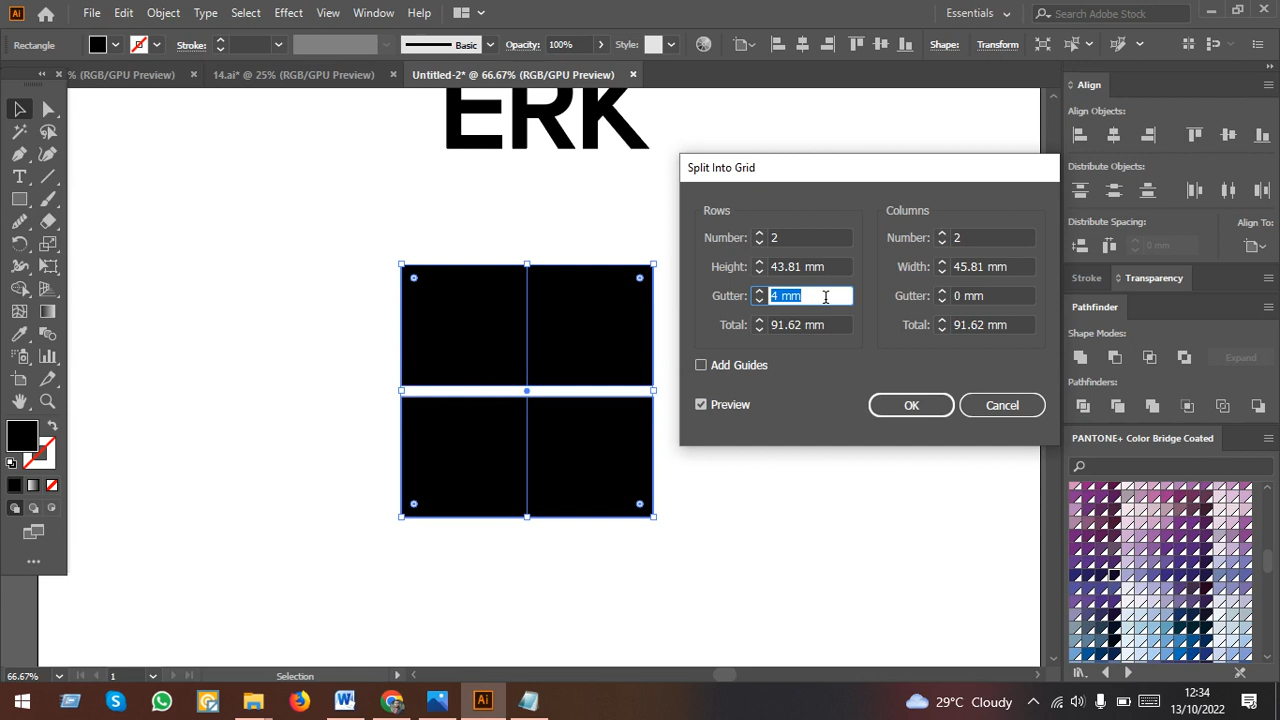 File Edit Object Type Select Effect View Window Help Essentials Search Adobe Stock
Rectangle Stroke: Basic Opacity: 100% Style: Shape: Transform
% (RGB/GPU Preview) × 14.ai* @ 25% (RGB/GPU Preview) × Untitled-2* @ 66.67% (RGB/GPU Preview) ×
ERK
Split Into Grid
Rows Columns
Number: 2 Number: 2
Height: 43.81 mm Width: 45.81 mm
Gutter: 4 mm Gutter: 0 mm
Total: 91.62 mm Total: 91.62 mm
Add Guides
Preview OK Cancel
Align
Align Objects:
Distribute Objects:
Distribute Spacing: Align To:
0 mm
Stroke Transparency
Pathfinder
Shape Modes:
Expand
Pathfinders:
PANTONE+ Color Bridge Coated
66.67% 1 Selection
29°C Cloudy 12:34
13/10/2022